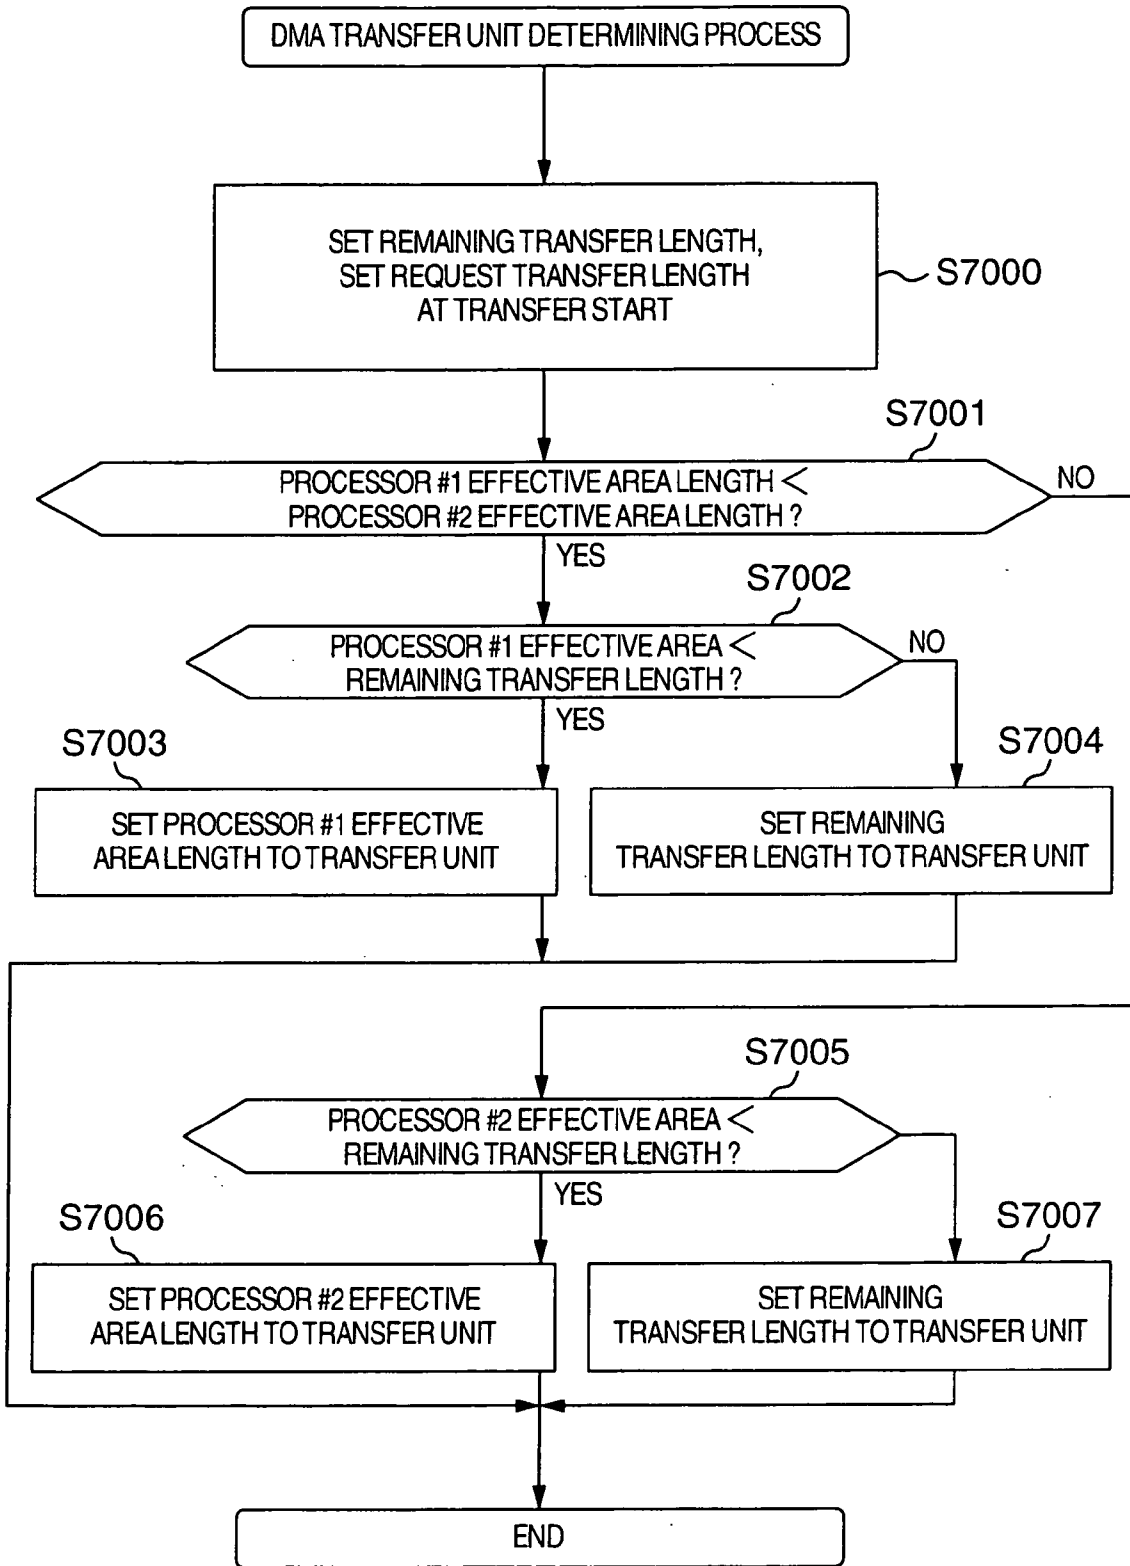 DMA TRANSFER UNIT DETERMINING PROCESS
SET REMAINING TRANSFER LENGTH,
SET REQUEST TRANSFER LENGTH
AT TRANSFER START
S7000
S7001
PROCESSOR #1 EFFECTIVE AREA LENGTH <
PROCESSOR #2 EFFECTIVE AREA LENGTH ?
NO
YES
S7002
PROCESSOR #1 EFFECTIVE AREA <
REMAINING TRANSFER LENGTH ?
NO
YES
S7003
SET PROCESSOR #1 EFFECTIVE
AREA LENGTH TO TRANSFER UNIT
S7004
SET REMAINING
TRANSFER LENGTH TO TRANSFER UNIT
S7005
PROCESSOR #2 EFFECTIVE AREA <
REMAINING TRANSFER LENGTH ?
YES
S7006
SET PROCESSOR #2 EFFECTIVE
AREA LENGTH TO TRANSFER UNIT
S7007
SET REMAINING
TRANSFER LENGTH TO TRANSFER UNIT
END